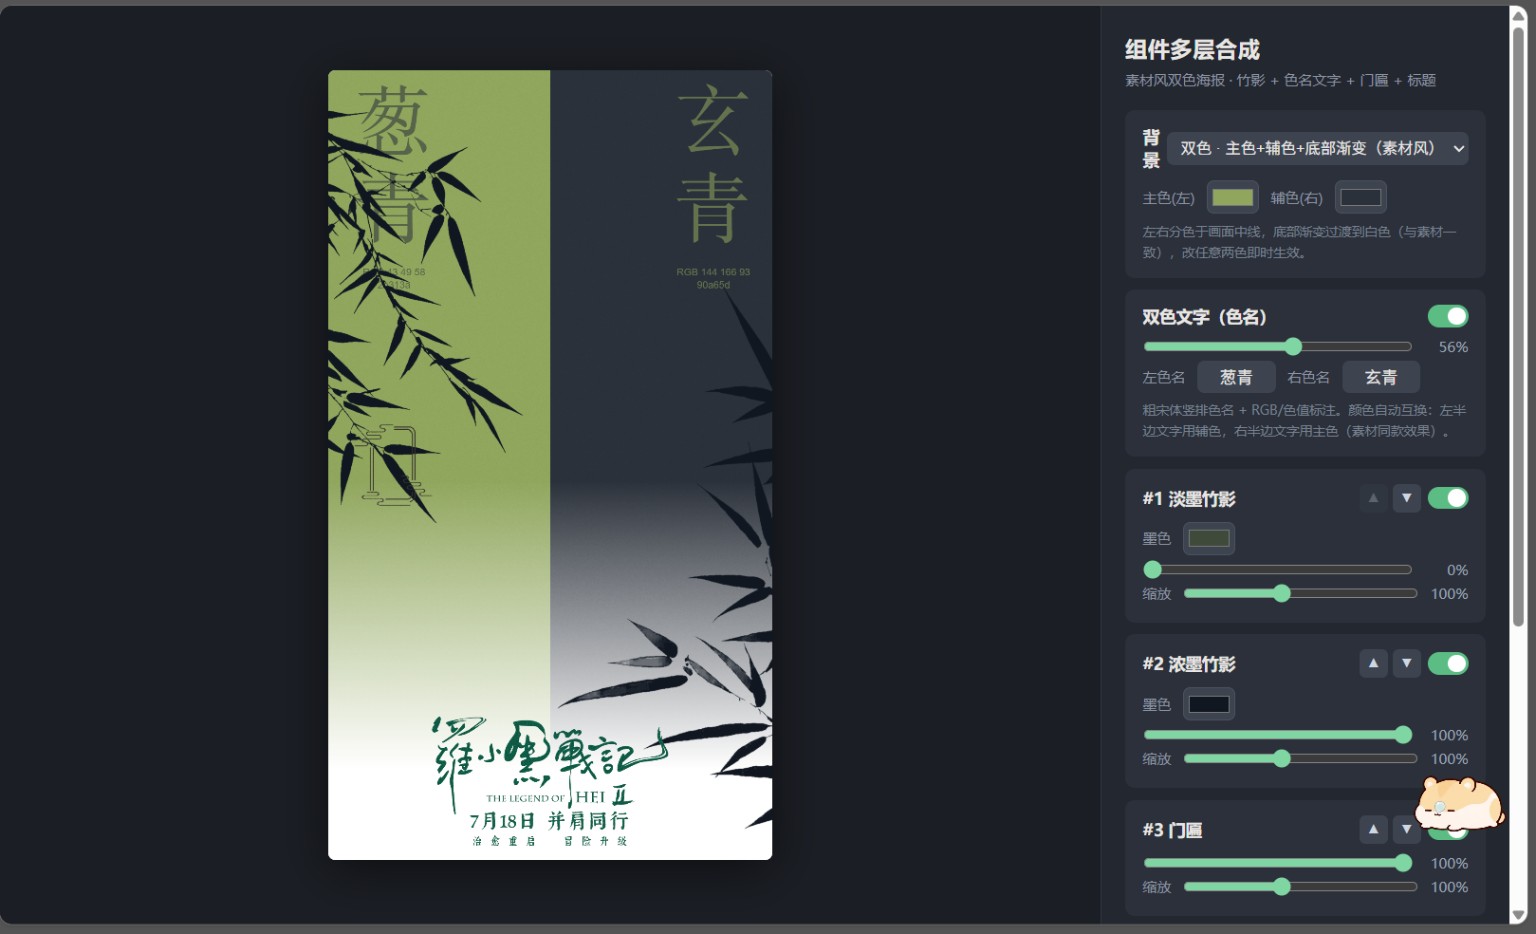 葱
青
玄
青
RGB 144 166 93
90a65d
羅小黑戰記
THE LEGEND OF HEI Ⅱ
7月18日 并肩同行
治愈重启 冒险升级
组件多层合成
素材风双色海报 · 竹影 + 色名文字 + 门匾 + 标题
背景
双色 · 主色+辅色+底部渐变（素材风）
主色(左) 辅色(右)
左右分色于画面中线，底部渐变过渡到白色（与素材一
致），改任意两色即时生效。
双色文字（色名）
56%
左色名 葱青 右色名 玄青
粗宋体竖排色名 + RGB/色值标注。颜色自动互换：左半
边文字用辅色，右半边文字用主色（素材同款效果）。
#1 淡墨竹影
墨色
0%
缩放 100%
#2 浓墨竹影
墨色
100%
缩放 100%
#3 门匾
100%
缩放 100%